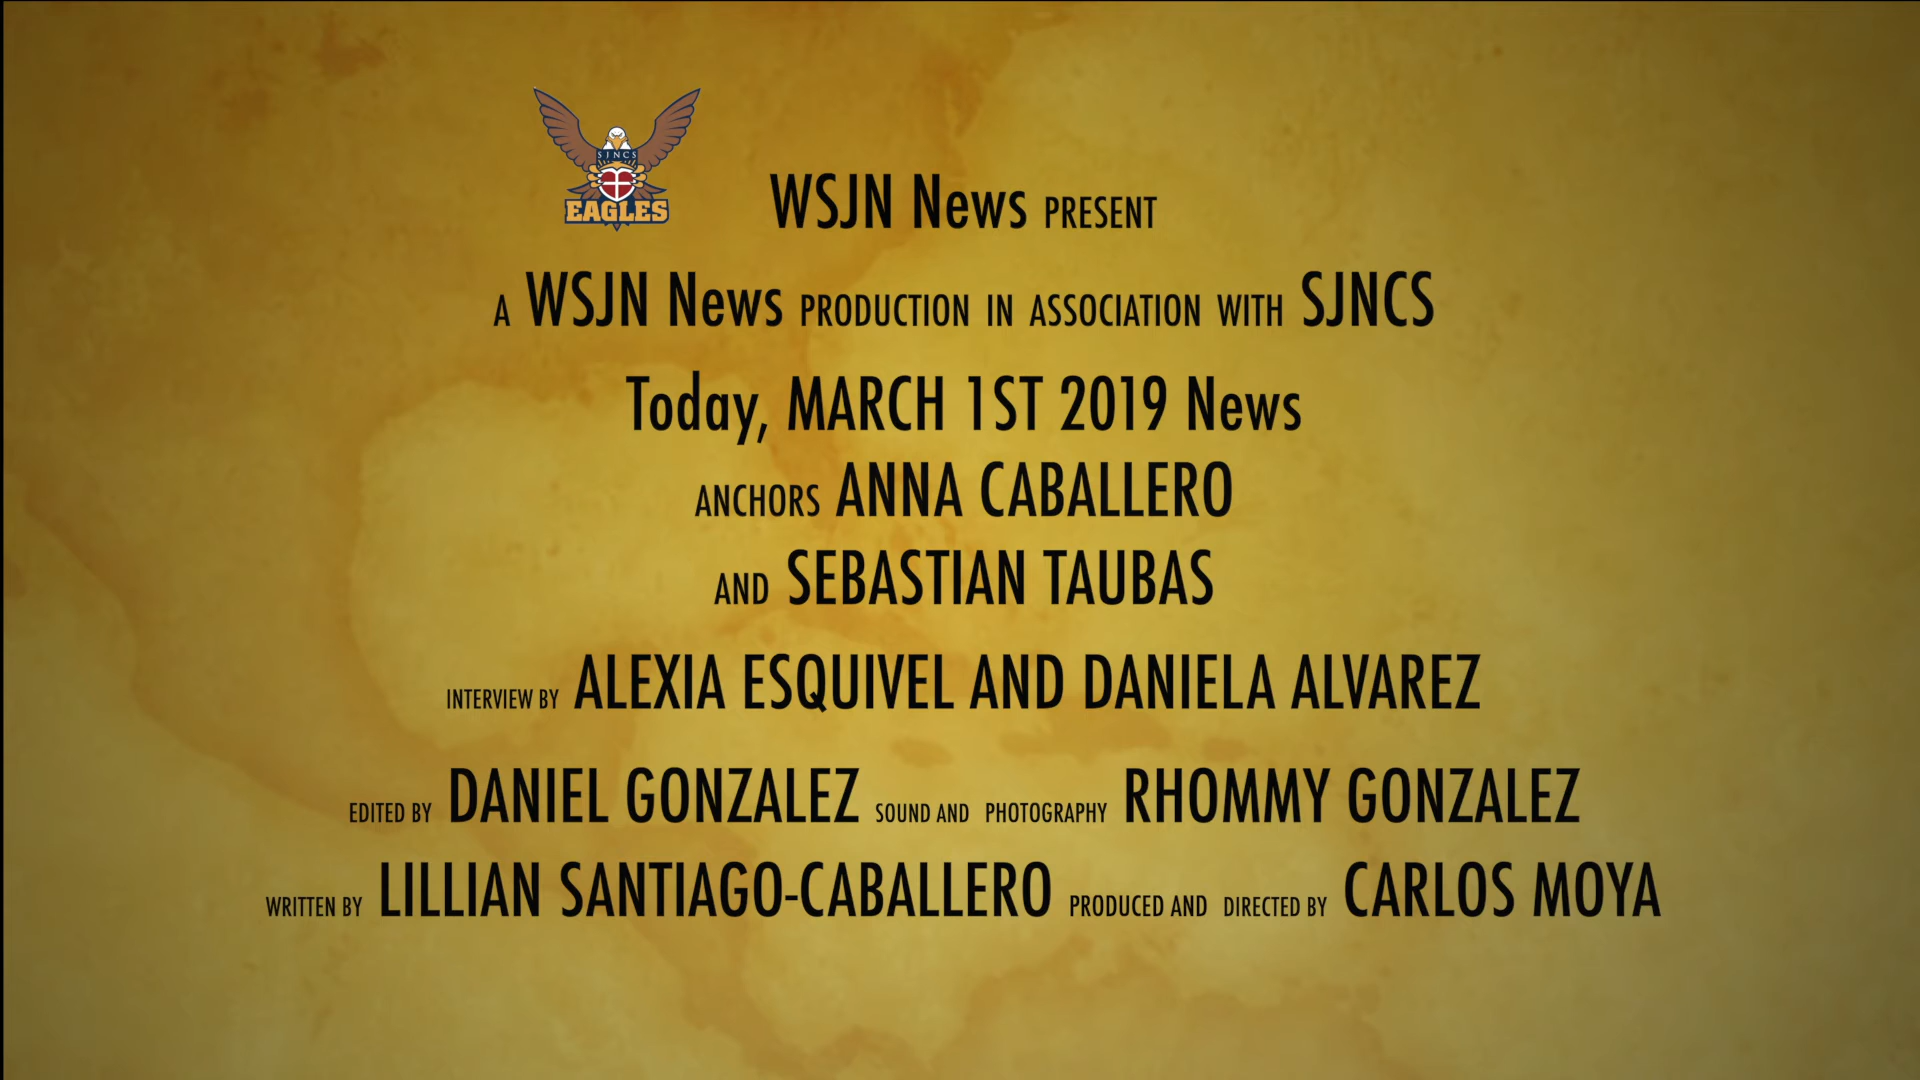 SJNCS
EAGLES
WSJN News PRESENT
A WSJN News PRODUCTION IN ASSOCIATION WITH SJNCS
Today, MARCH 1ST 2019 News
ANCHORS ANNA CABALLERO
AND SEBASTIAN TAUBAS
INTERVIEW BY ALEXIA ESQUIVEL AND DANIELA ALVAREZ
EDITED BY DANIEL GONZALEZ SOUND AND PHOTOGRAPHY RHOMMY GONZALEZ
WRITTEN BY LILLIAN SANTIAGO-CABALLERO PRODUCED AND DIRECTED BY CARLOS MOYA